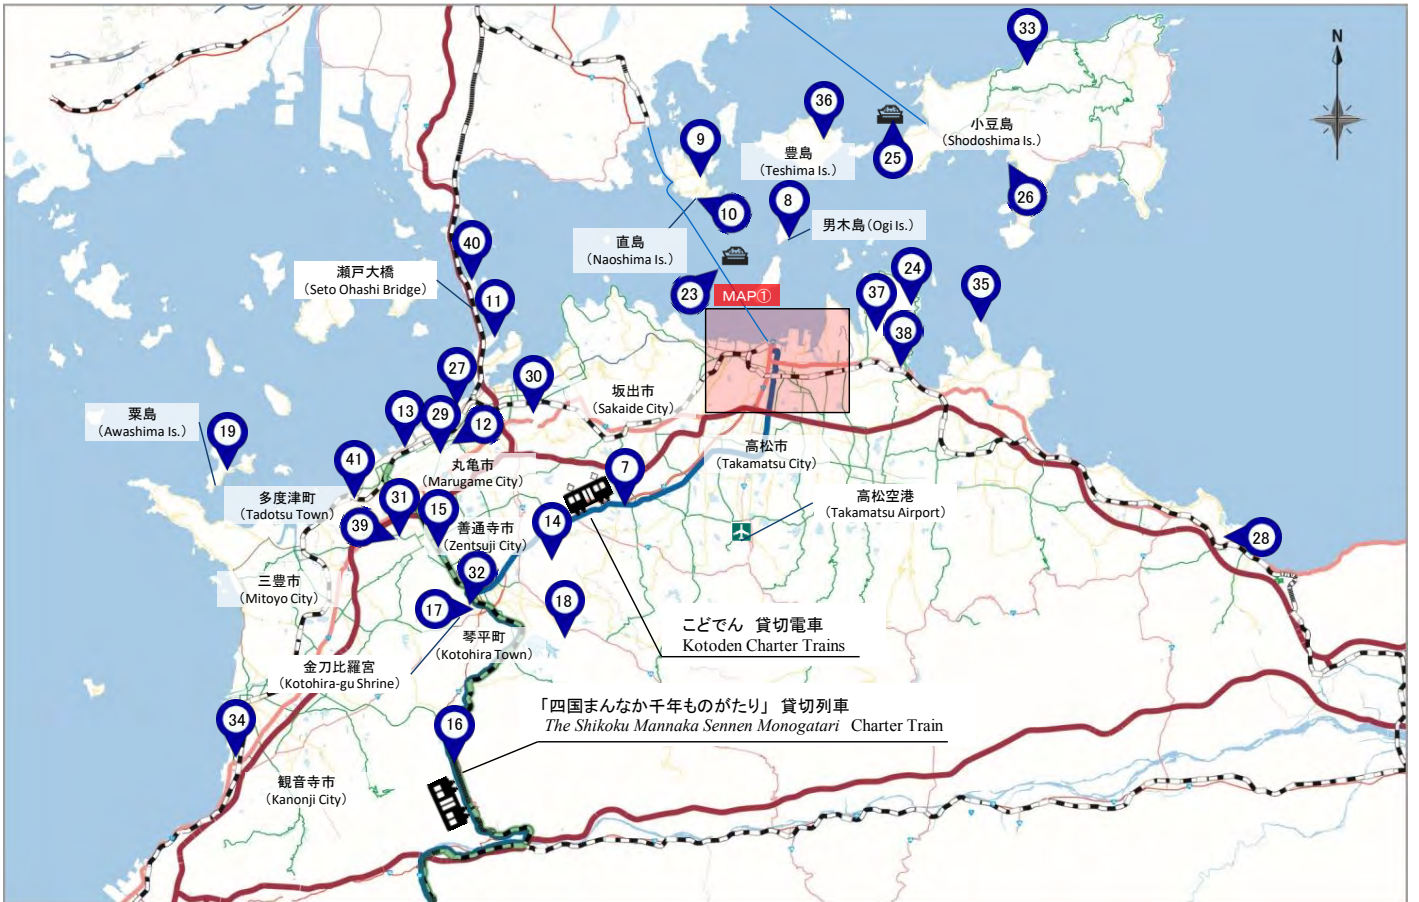 33
N
36
小豆島
(Shodoshima Is.)
9
豊島
(Teshima Is.)
25
8
26
10
男木島(Ogi Is.)
直島
(Naoshima Is.)
40
瀬戸大橋
(Seto Ohashi Bridge)
11
23
MAP①
37
24
35
38
27
30
坂出市
(Sakaide City)
粟島
(Awashima Is.)
19
13
29
12
高松市
(Takamatsu City)
41
丸亀市
(Marugame City)
7
多度津町
(Tadotsu Town)
31
15
高松空港
(Takamatsu Airport)
39
善通寺市
(Zentsuji City)
14
28
32
三豊市
(Mitoyo City)
17
18
琴平町
(Kotohira Town)
こどでん 貸切電車
Kotoden Charter Trains
金刀比羅宮
(Kotohira-gu Shrine)
「四国まんなか千年ものがたり」 貸切列車
The Shikoku Mannaka Sennen Monogatari Charter Train
34
16
観音寺市
(Kanonji City)